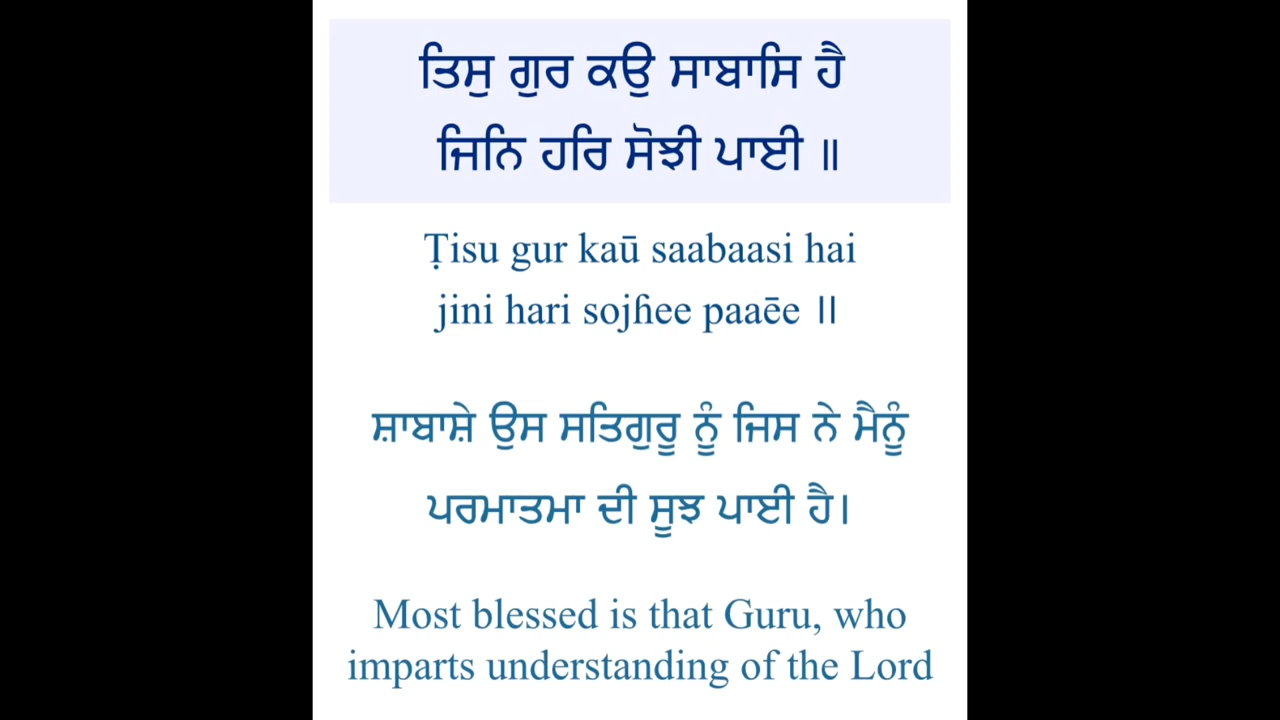 ਤਿਸੁ ਗੁਰ ਕਉ ਸਾਬਾਸਿ ਹੈ
ਜਿਨਿ ਹਰਿ ਸੋਝੀ ਪਾਈ ॥
Ṭisu gur kaū saabaasi hai
jini hari sojɦee paaēe ॥
ਸ਼ਾਬਾਸ਼ੇ ਉਸ ਸਤਿਗੁਰੂ ਨੂੰ ਜਿਸ ਨੇ ਮੈਨੂੰ
ਪਰਮਾਤਮਾ ਦੀ ਸੂਝ ਪਾਈ ਹੈ।
Most blessed is that Guru, who
imparts understanding of the Lord